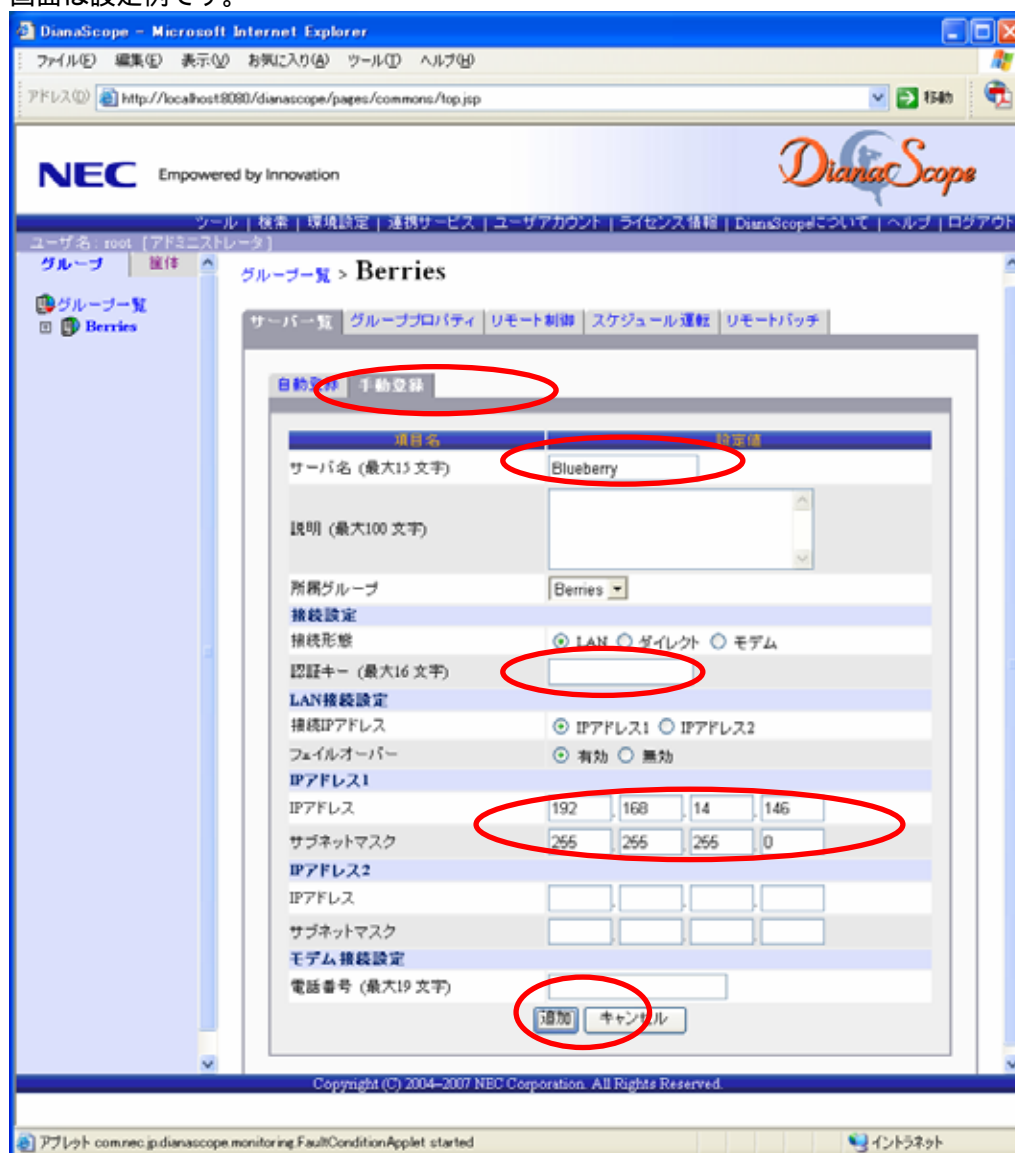 画面は設定例です。
DianaScope - Microsoft Internet Explorer
ファイル(F) 編集(E) 表示(V) お気に入り(A) ツール(T) ヘルプ(H)
アドレス(D) http://localhost:8080/dianascope/pages/commons/top.jsp 移動
NEC Empowered by Innovation DianaScope
ツール | 検索 | 環境設定 | 連携サービス | ユーザアカウント | ライセンス情報 | DianaScopeについて | ヘルプ | ログアウト
ユーザ名 : root [アドミニストレータ]
グループ 筐体
グループ一覧
Berries
グループ一覧 > Berries
サーバ一覧 グループプロパティ リモート制御 スケジュール運転 リモートバッチ
自動登録 手動登録
項目名 設定値
サーバ名 (最大15 文字) Blueberry
説明 (最大100 文字)
所属グループ Berries
接続設定
接続形態 LAN ダイレクト モデム
認証キー (最大16 文字)
LAN接続設定
接続IPアドレス IPアドレス1 IPアドレス2
フェイルオーバー 有効 無効
IPアドレス1
IPアドレス 192 . 168 . 14 . 146
サブネットマスク 255 . 255 . 255 . 0
IPアドレス2
IPアドレス . . .
サブネットマスク . . .
モデム接続設定
電話番号 (最大19 文字)
追加 キャンセル
Copyright (C) 2004-2007 NEC Corporation. All Rights Reserved.
アプレット com.nec.jp.dianascope.monitoring.FaultConditionApplet started イントラネット